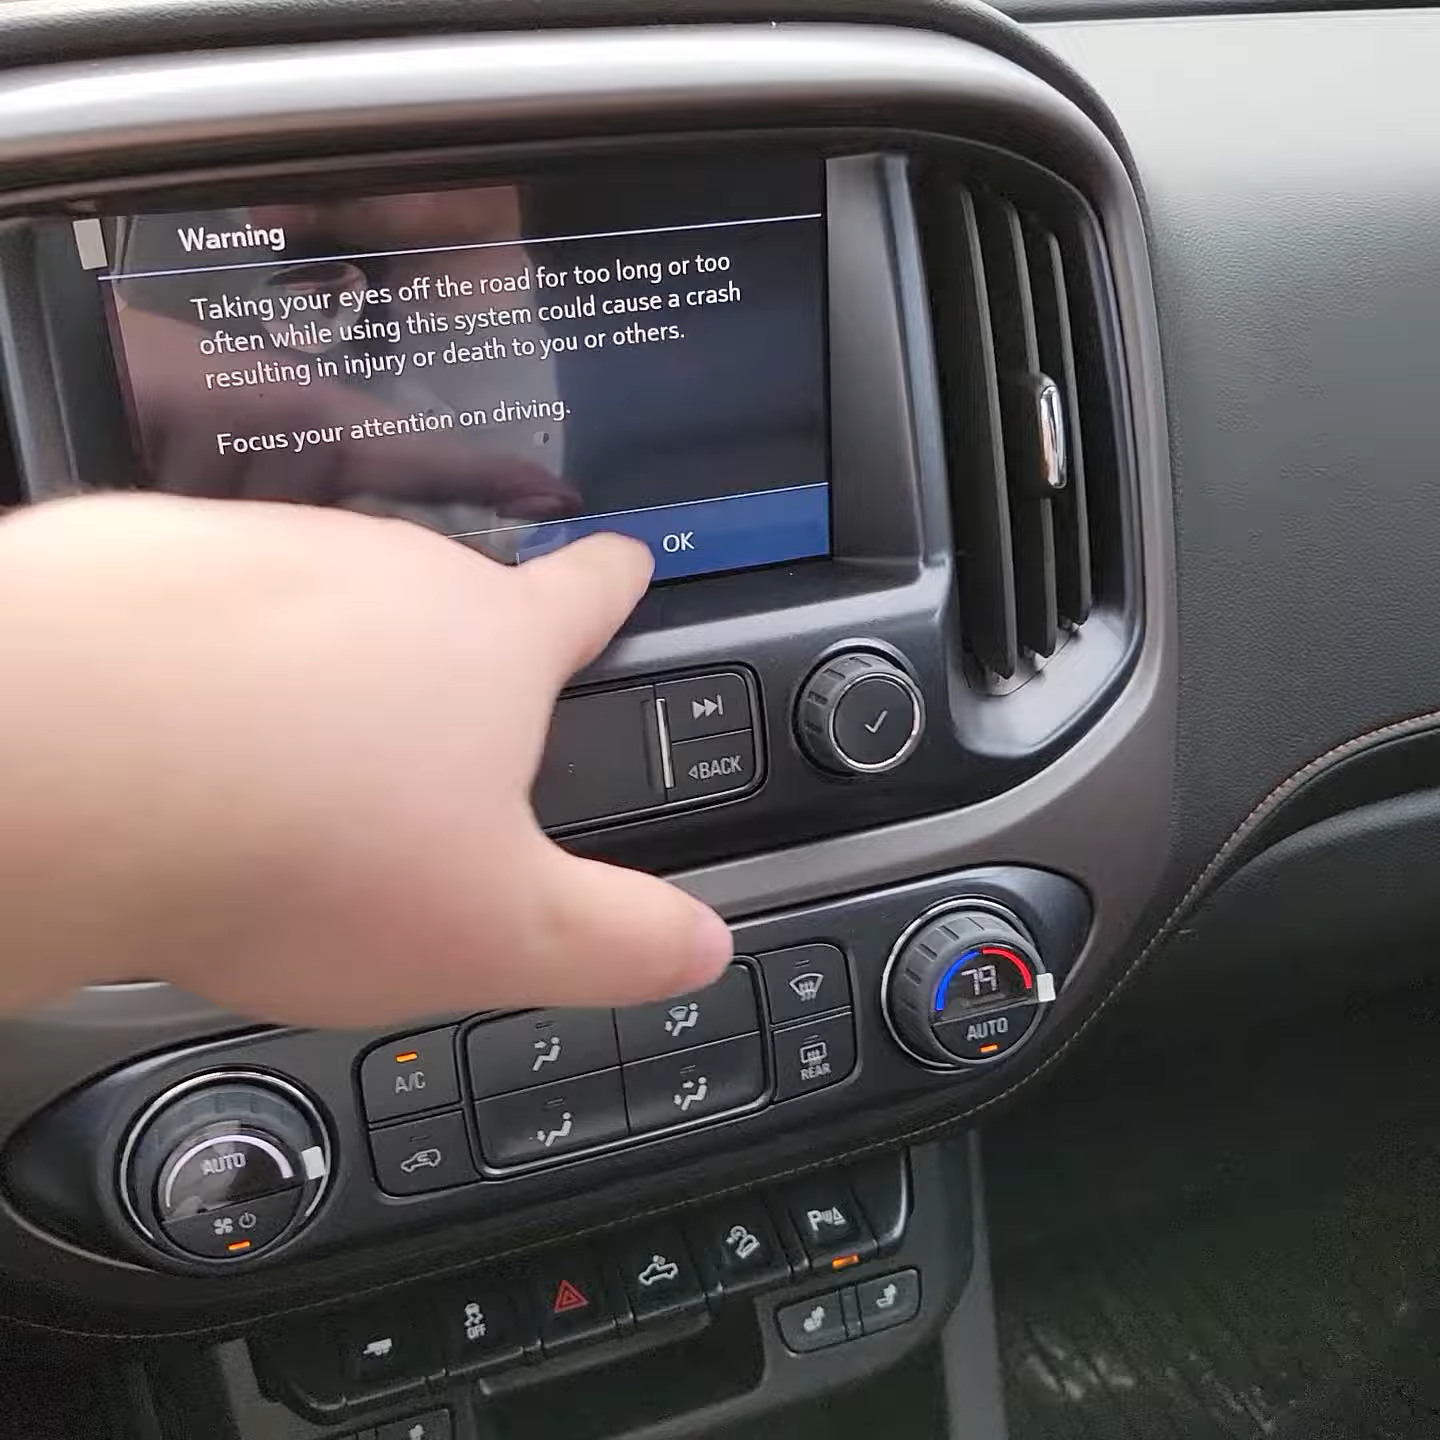 Warning
Taking your eyes off the road for too long or too
often while using this system could cause a crash
resulting in injury or death to you or others.
Focus your attention on driving.
OK
BACK
79
AUTO
A/C
REAR
AUTO
OFF
P